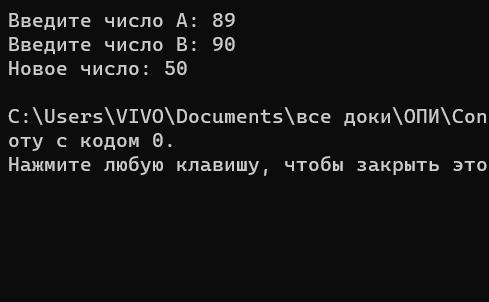 Введите число A: 89
Введите число B: 90
Новое число: 50
C:\Users\VIVO\Documents\все доки\ОПИ\Con
оту с кодом 0.
Нажмите любую клавишу, чтобы закрыть это